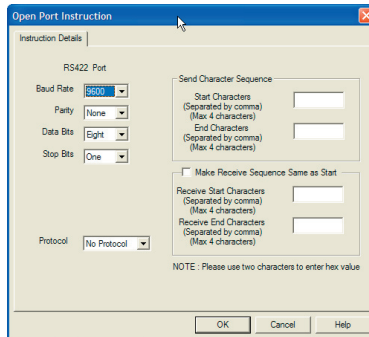 Open Port Instruction
Instruction Details
RS422 Port
Baud Rate 9600
Parity None
Data Bits Eight
Stop Bits One
Protocol No Protocol
Send Character Sequence
Start Characters
(Separated by comma)
(Max 4 characters)
End Characters
(Separated by comma)
(Max 4 characters)
Make Receive Sequence Same as Start
Receive Start Characters
(Separated by comma)
(Max 4 characters)
Receive End Characters
(Separated by comma)
(Max 4 characters)
NOTE : Please use two characters to enter hex value
OK Cancel Help